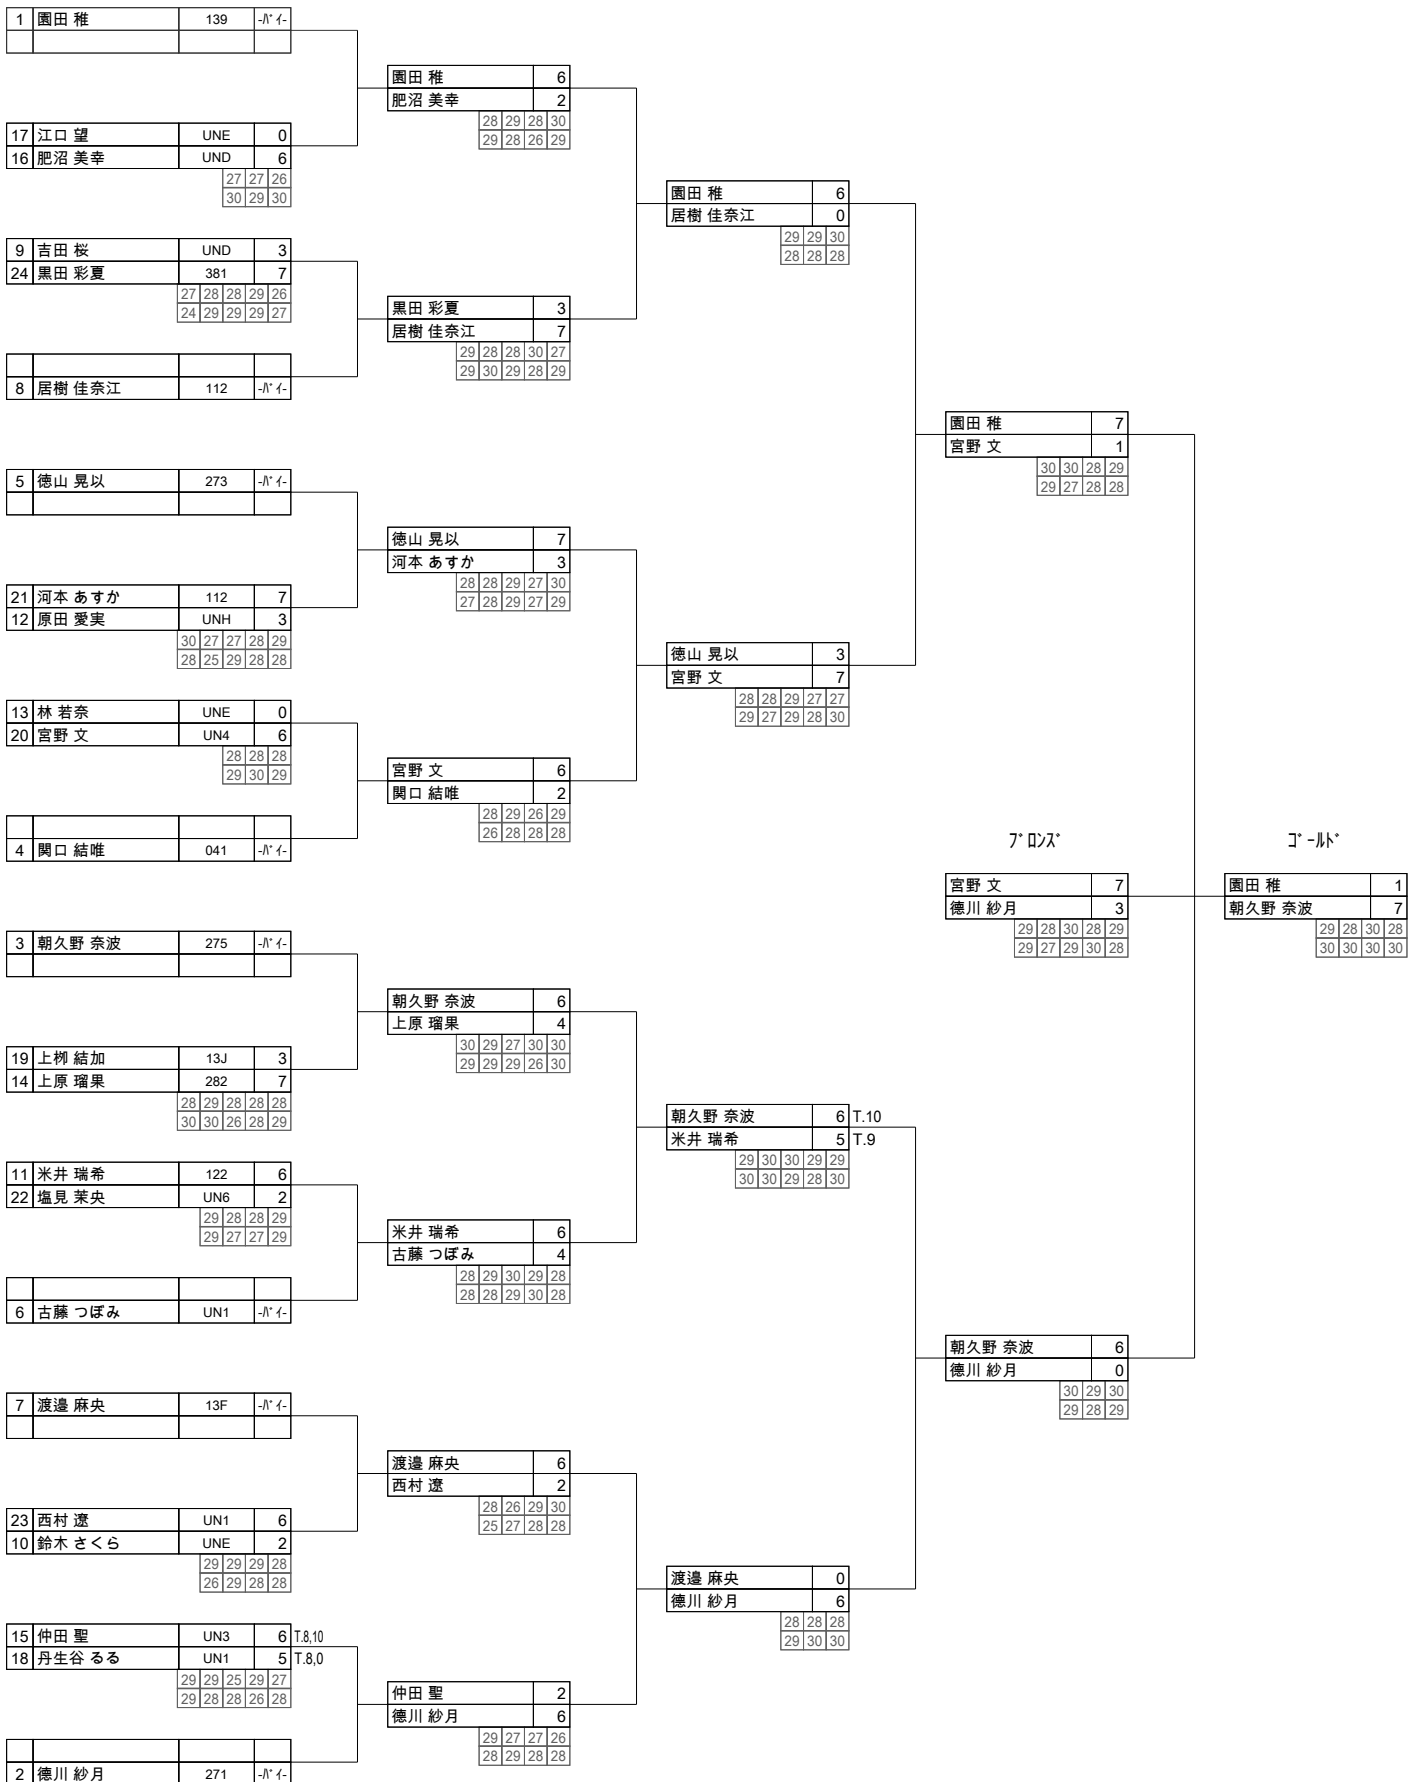 1 園田 稚 139 -ﾊﾞｲ-
園田 稚 6
肥沼 美幸 2
28 29 28 30
29 28 26 29
17 江口 望 UNE 0
16 肥沼 美幸 UND 6
27 27 26
30 29 30
園田 稚 6
居樹 佳奈江 0
29 29 30
28 28 28
9 吉田 桜 UND 3
24 黒田 彩夏 381 7
27 28 28 29 26
24 29 29 29 27
黒田 彩夏 3
居樹 佳奈江 7
29 28 28 30 27
29 30 29 28 29
8 居樹 佳奈江 112 -ﾊﾞｲ-
園田 稚 7
宮野 文 1
30 30 28 29
29 27 28 28
5 徳山 晃以 273 -ﾊﾞｲ-
徳山 晃以 7
河本 あすか 3
28 28 29 27 30
27 28 29 27 29
21 河本 あすか 112 7
12 原田 愛実 UNH 3
30 27 27 28 29
28 25 29 28 28
徳山 晃以 3
宮野 文 7
28 28 29 27 27
29 27 29 28 30
13 林 若奈 UNE 0
20 宮野 文 UN4 6
28 28 28
29 30 29
宮野 文 6
関口 結唯 2
28 29 26 29
26 28 28 28
4 関口 結唯 041 -ﾊﾞｲ-
ﾌﾞﾛﾝｽﾞ ｺﾞｰﾙﾄﾞ
宮野 文 7
德川 紗月 3
29 28 30 28 29
29 27 29 30 28
園田 稚 1
朝久野 奈波 7
29 28 30 28
30 30 30 30
3 朝久野 奈波 275 -ﾊﾞｲ-
朝久野 奈波 6
上原 瑠果 4
30 29 27 30 30
29 29 29 26 30
19 上栁 結加 13J 3
14 上原 瑠果 282 7
28 29 28 28 28
30 30 26 28 29
朝久野 奈波 6 T.10
米井 瑞希 5 T.9
29 30 30 29 29
30 30 29 28 30
11 米井 瑞希 122 6
22 塩見 茉央 UN6 2
29 28 28 29
29 27 27 29
米井 瑞希 6
古藤 つぼみ 4
28 29 30 29 28
28 28 29 30 28
6 古藤 つぼみ UN1 -ﾊﾞｲ-
朝久野 奈波 6
德川 紗月 0
30 29 30
29 28 29
7 渡邉 麻央 13F -ﾊﾞｲ-
渡邉 麻央 6
西村 遼 2
28 26 29 30
25 27 28 28
23 西村 遼 UN1 6
10 鈴木 さくら UNE 2
29 29 29 28
26 29 28 28
渡邉 麻央 0
德川 紗月 6
28 28 28
29 30 30
15 仲田 聖 UN3 6 T.8,10
18 丹生谷 るる UN1 5 T.8,0
29 29 25 29 27
29 28 28 26 28
仲田 聖 2
德川 紗月 6
29 27 27 26
28 29 28 28
2 德川 紗月 271 -ﾊﾞｲ-